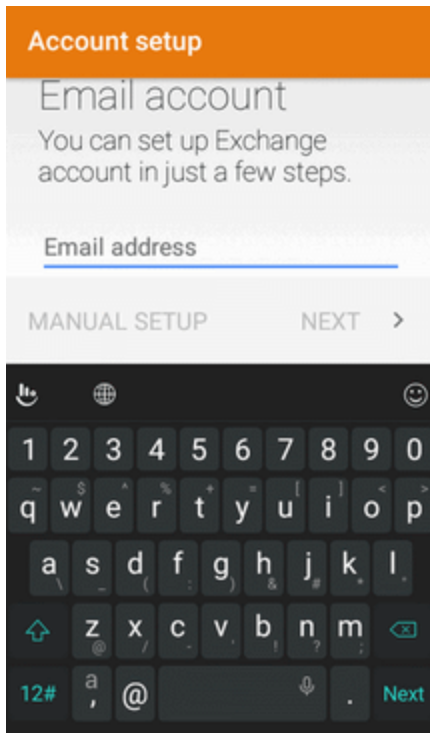 Account setup
Email account
You can set up Exchange
account in just a few steps.
Email address
MANUAL SETUP NEXT >
1 2 3 4 5 6 7 8 9 0
~ $ ^ % + = [ ] < >
q w e r t y u i o p
a s d f g h j k l
\ _ ( : ) & # *
z x c v b n m
@ / - ' ! ? ;
12# a , @ . Next